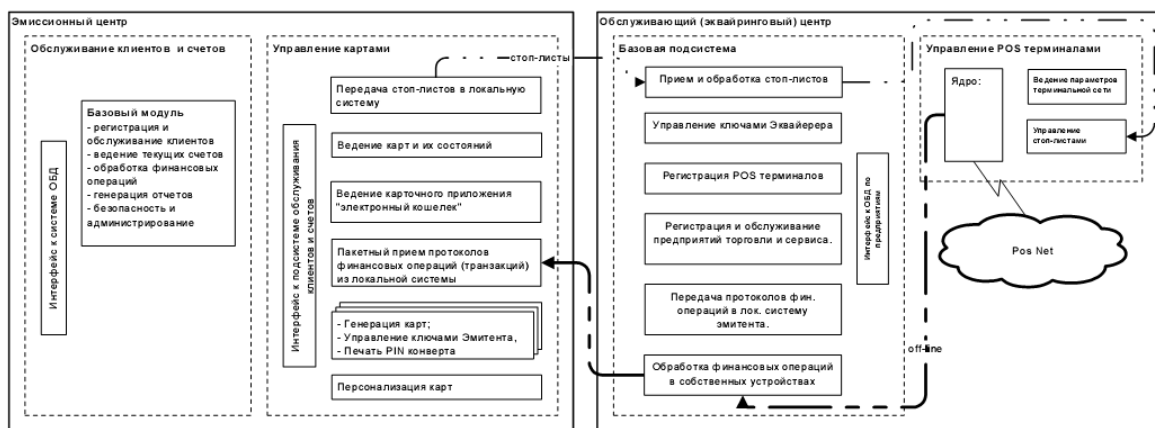 Эмиссионный центр
Обслуживание клиентов и счетов
Интерфейс к системе ОБД
Базовый модуль
- регистрация и
обслуживание клиентов
- ведение текущих счетов
- обработка финансовых
операций
- генерация отчетов
- безопасность и
администрирование
Управление картами
Интерфейс к подсистеме обслуживания
клиентов и счетов
Передача стоп-листов в локальную
систему
Ведение карт и их состояний
Ведение карточного приложения
"электронный кошелек"
Пакетный прием протоколов
финансовых операций (транзакций)
из локальной системы
- Генерация карт;
- Управление ключами Эмитента,
- Печать PIN конверта
Персонализация карт
стоп-листы
Обслуживающий (эквайринговый) центр
Базовая подсистема
Прием и обработка стоп-листов
Управление ключами Эквайерера
Регистрация POS терминалов
Регистрация и обслуживание
предприятий торговли и сервиса.
Передача протоколов фин.
операций в лок. систему
эмитента.
Обработка финансовых операций
в собственных устройствах
Интерфейс к ОБД по
предприятиям
off-line
Управление POS терминалами
Ядро:
Ведение параметров
терминальной сети
Управление
стоп-листами
Pos Net